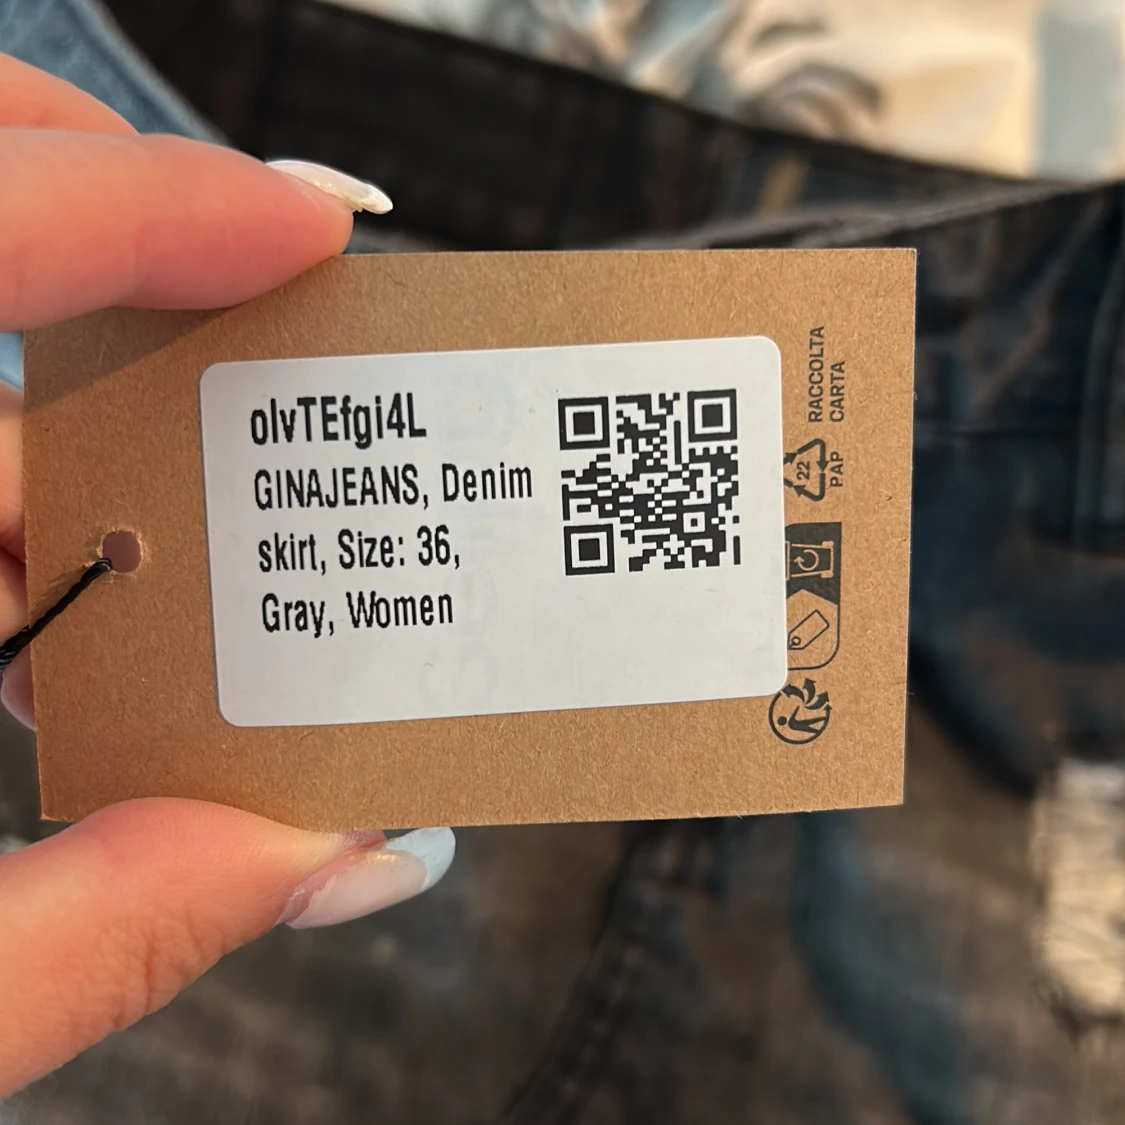 olvTEfgi4L
GINAJEANS, Denim
skirt, Size: 36,
Gray, Women
RACCOLTA
CARTA
22
PAP